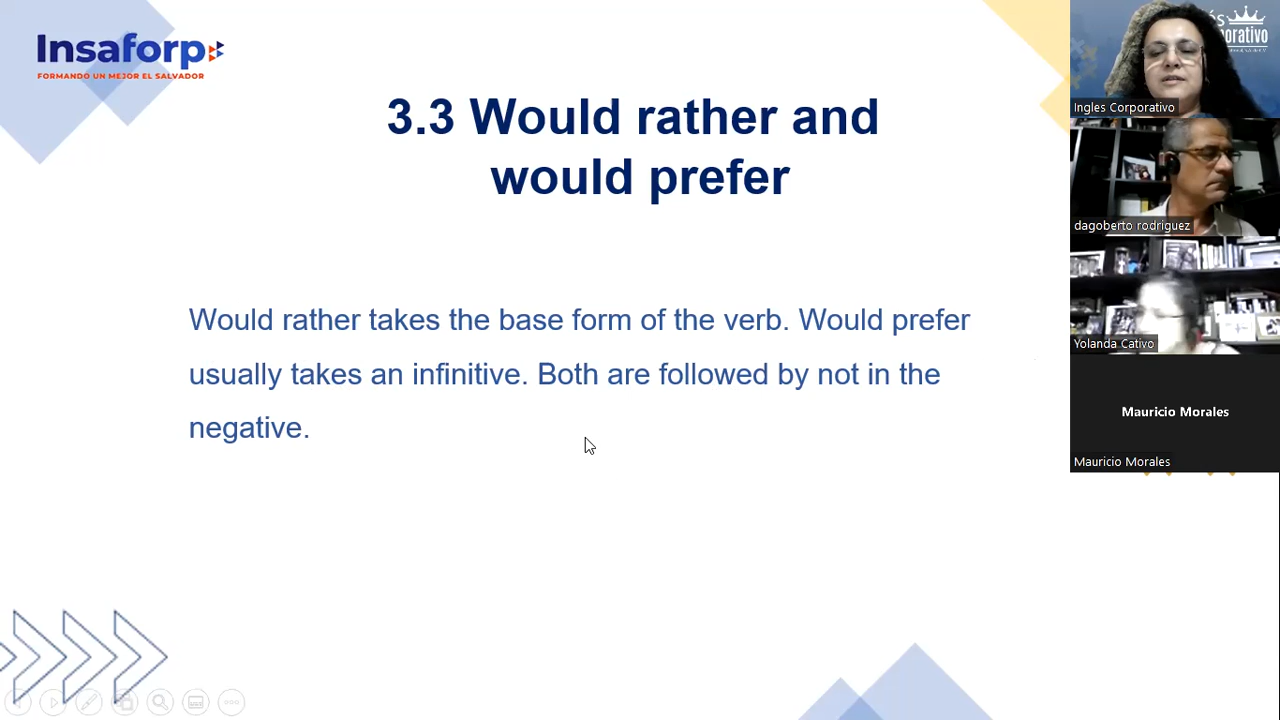 Insaforp
FORMANDO UN MEJOR EL SALVADOR
3.3 Would rather and
would prefer
Would rather takes the base form of the verb. Would prefer
usually takes an infinitive. Both are followed by not in the
negative.
Ingles Corporativo
dagoberto rodriguez
Yolanda Cativo
Mauricio Morales
Mauricio Morales